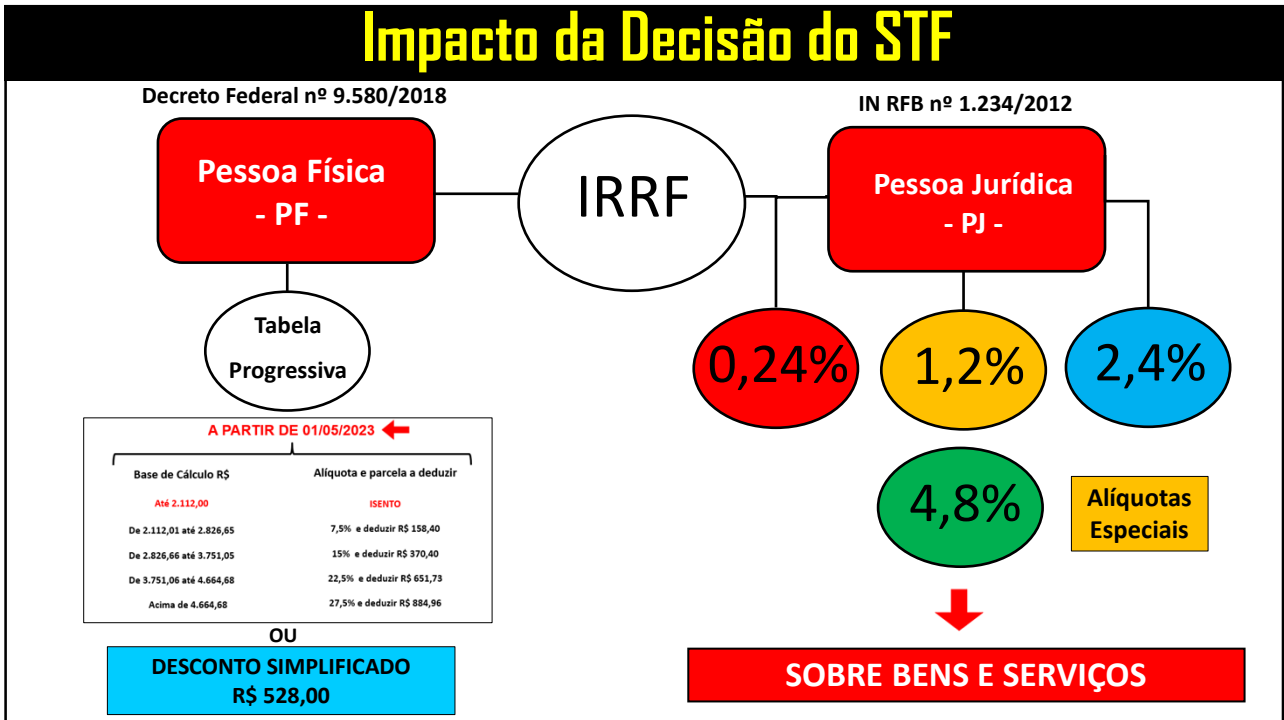 Impacto da Decisão do STF
Decreto Federal nº 9.580/2018
Pessoa Física
- PF -
Tabela
Progressiva
A PARTIR DE 01/05/2023
Base de Cálculo R$ Alíquota e parcela a deduzir
Até 2.112,00 ISENTO
De 2.112,01 até 2.826,65 7,5% e deduzir R$ 158,40
De 2.826,66 até 3.751,05 15% e deduzir R$ 370,40
De 3.751,06 até 4.664,68 22,5% e deduzir R$ 651,73
Acima de 4.664,68 27,5% e deduzir R$ 884,96
OU
DESCONTO SIMPLIFICADO
R$ 528,00
IRRF
IN RFB nº 1.234/2012
Pessoa Jurídica
- PJ -
0,24% 1,2% 2,4%
4,8%
Alíquotas
Especiais
SOBRE BENS E SERVIÇOS